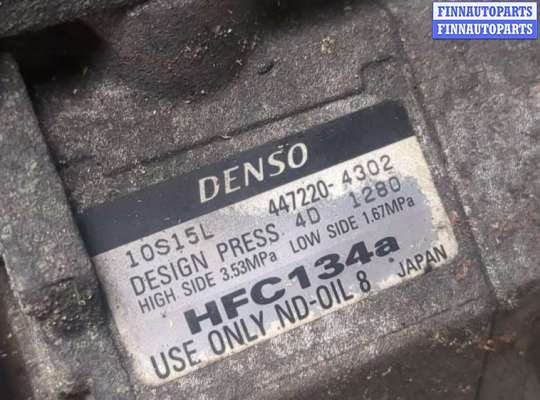 FINNAUTOPARTS
FINNAUTOPARTS
DENSO
10S15L 447220-4302
DESIGN PRESS. 4D 1280
HIGH SIDE 3.53MPa LOW SIDE 1.67MPa
HFC134a
USE ONLY ND-OIL 8 JAPAN